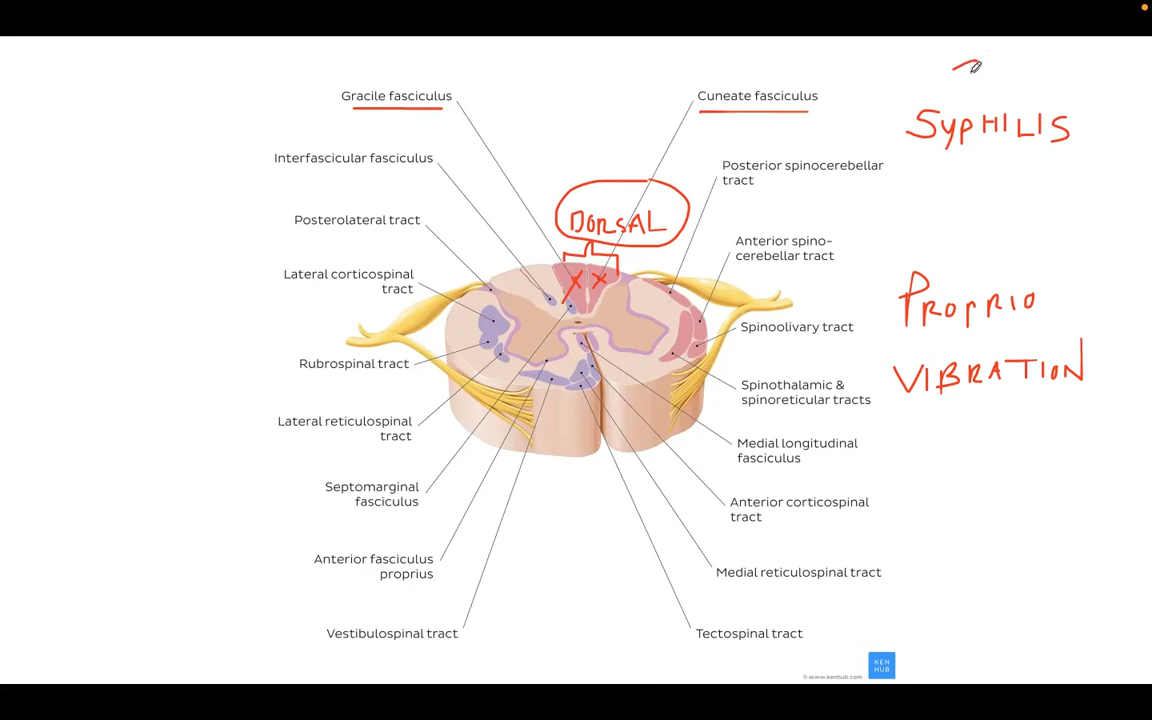 Gracile fasciculus
Cuneate fasciculus
SYPHILIS
Interfascicular fasciculus
Posterior spinocerebellar
tract
Posterolateral tract
DORSAL
Anterior spino-
cerebellar tract
Lateral corticospinal
tract
PROPRIO
Spinoolivary tract
Rubrospinal tract
VIBRATION
Spinothalamic &
spinoreticular tracts
Lateral reticulospinal
tract
Medial longitudinal
fasciculus
Septomarginal
fasciculus
Anterior corticospinal
tract
Anterior fasciculus
proprius
Medial reticulospinal tract
Vestibulospinal tract
Tectospinal tract
KEN
HUB
© www.kenhub.com